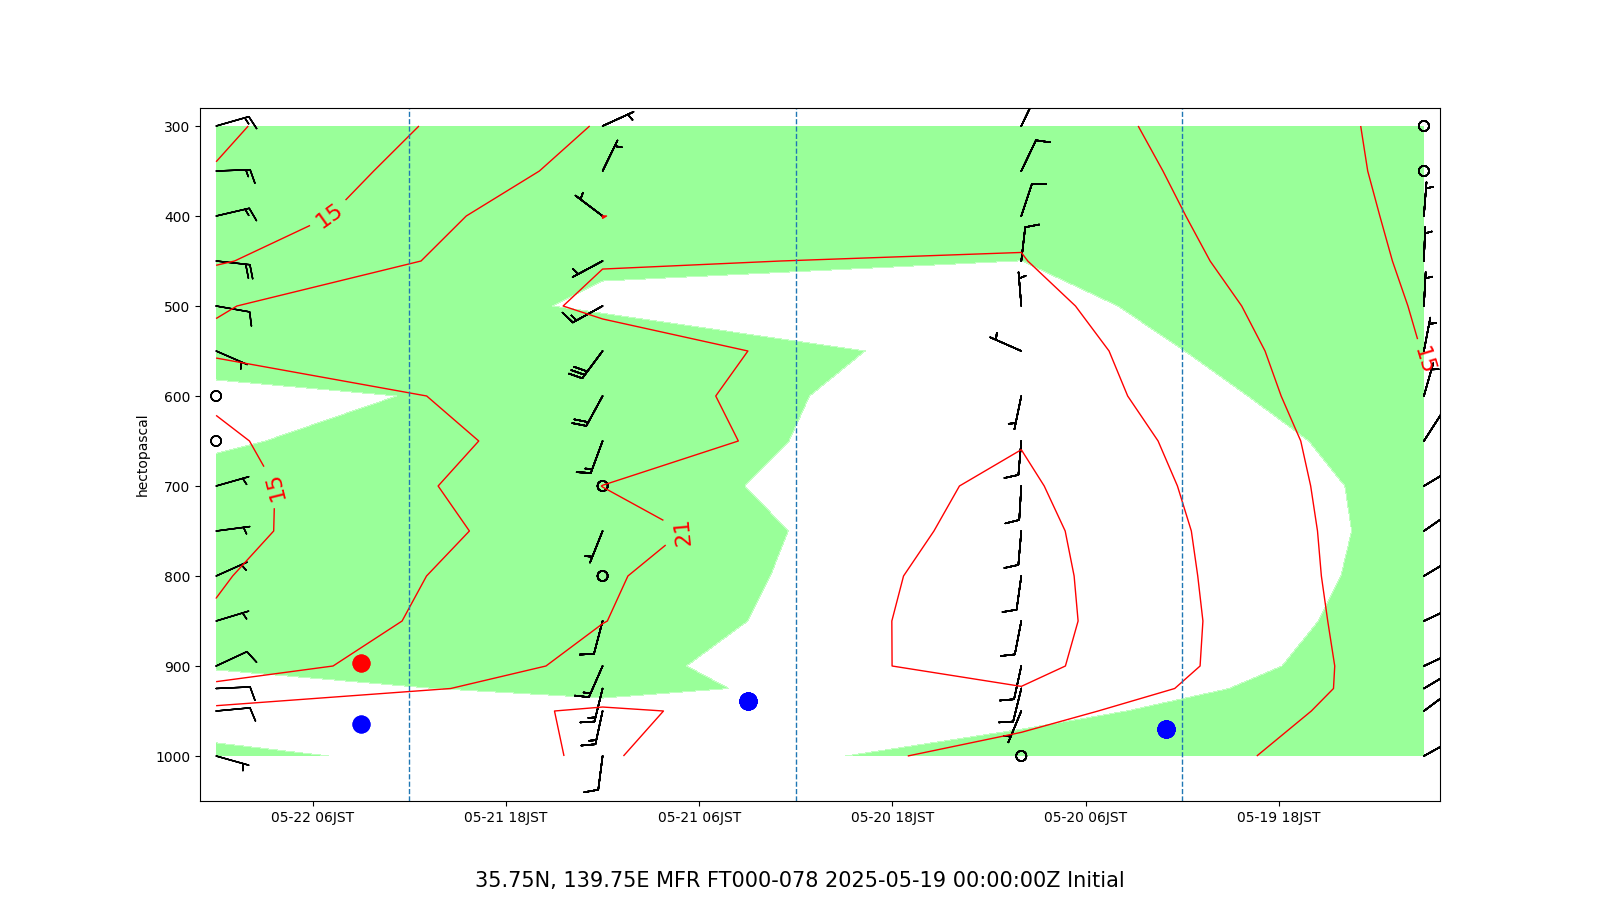 300
400
500
600
700
800
900
1000
hectopascal
15
15
15
21
05-22 06JST
05-21 18JST
05-21 06JST
05-20 18JST
05-20 06JST
05-19 18JST
35.75N, 139.75E MFR FT000-078 2025-05-19 00:00:00Z Initial